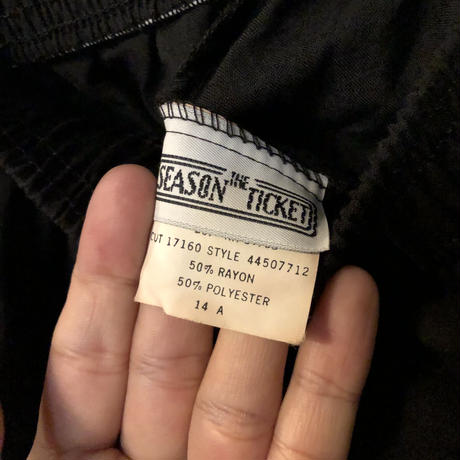 SEASON THE TICKET
CUT 17160 STYLE 44507712
50% RAYON
50% POLYESTER
14 A